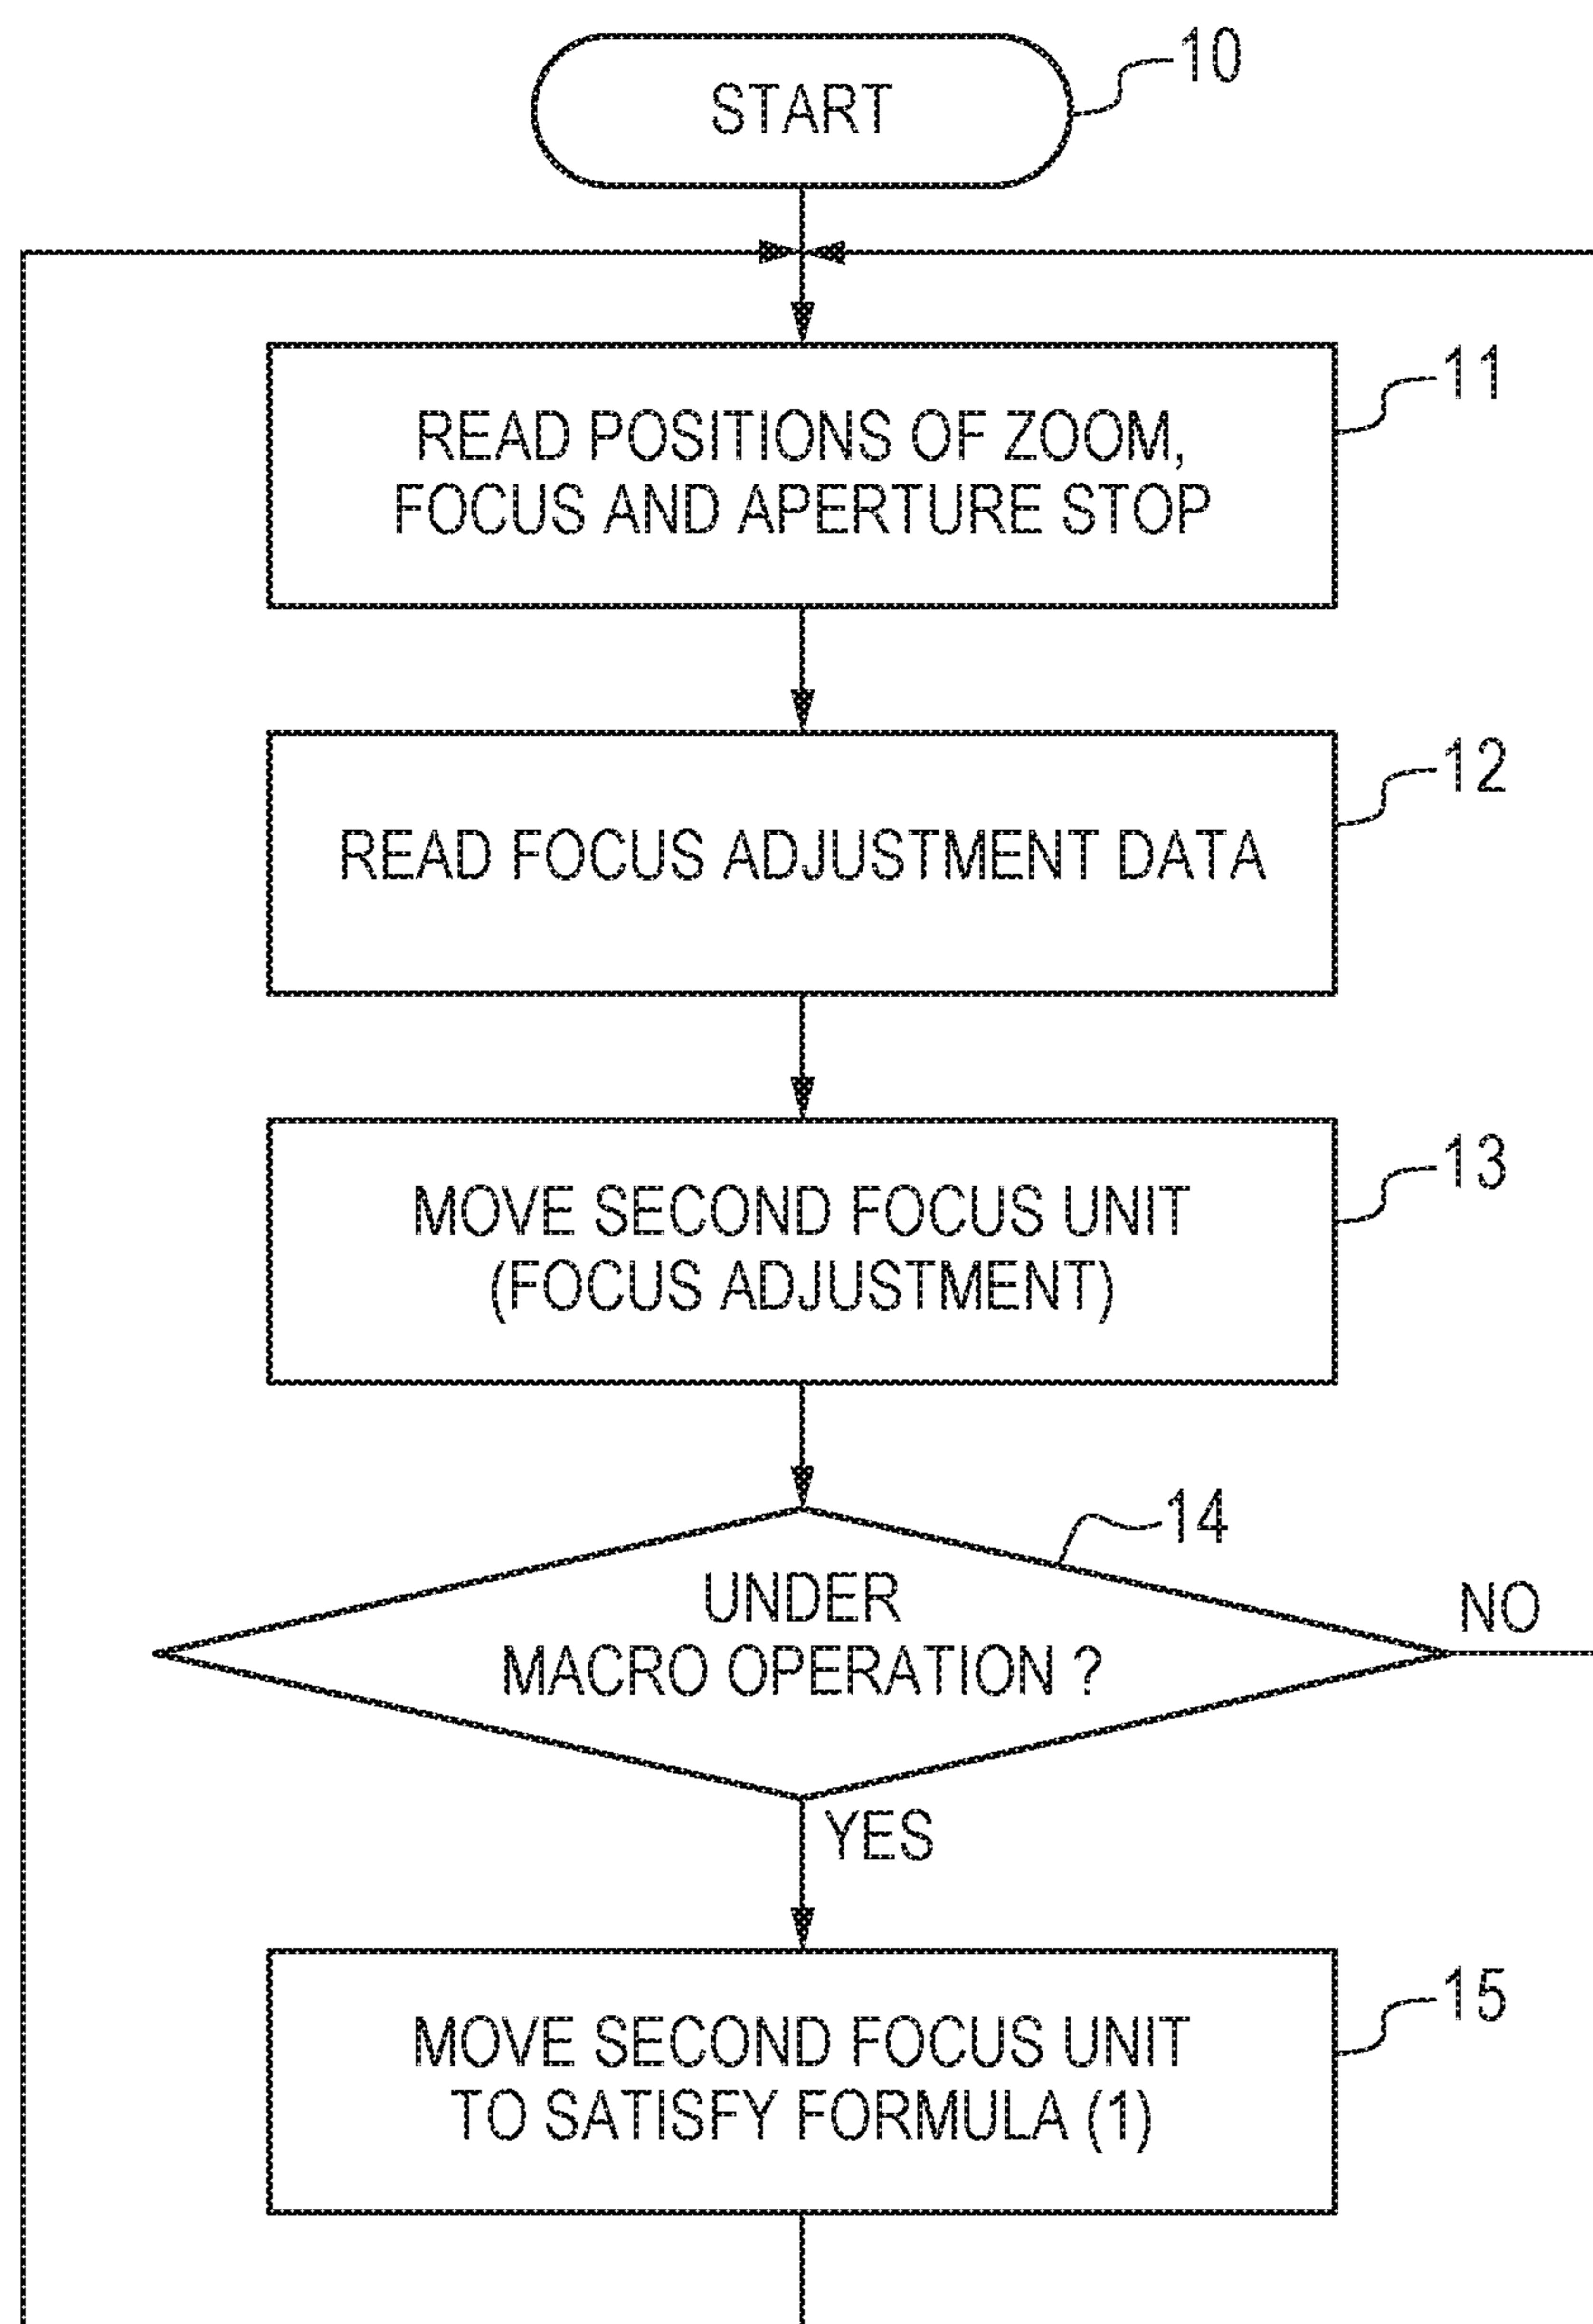 START
10
READ POSITIONS OF ZOOM,
FOCUS AND APERTURE STOP
11
READ FOCUS ADJUSTMENT DATA
12
MOVE SECOND FOCUS UNIT
(FOCUS ADJUSTMENT)
13
UNDER
MACRO OPERATION ?
14
NO
YES
MOVE SECOND FOCUS UNIT
TO SATISFY FORMULA (1)
15